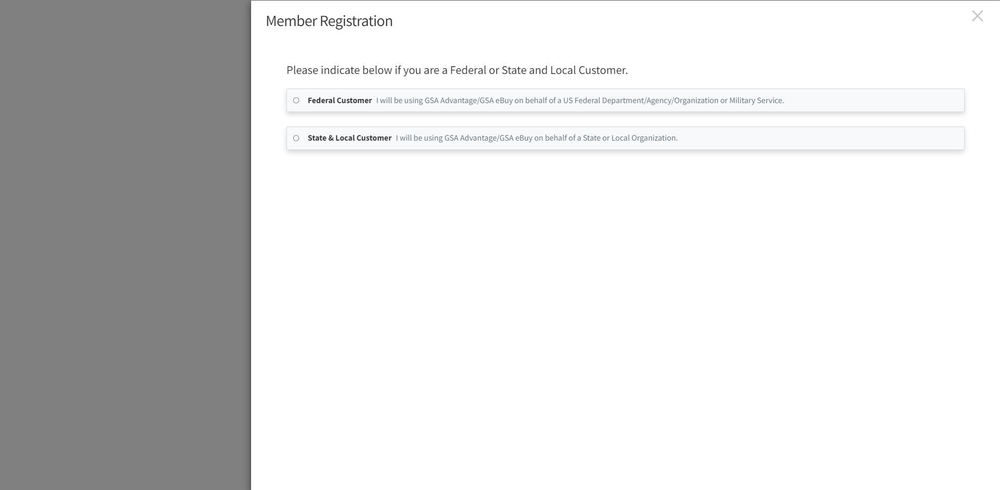 Member Registration
Please indicate below if you are a Federal or State and Local Customer.
Federal Customer I will be using GSA Advantage/GSA eBuy on behalf of a US Federal Department/Agency/Organization or Military Service.
State & Local Customer I will be using GSA Advantage/GSA eBuy on behalf of a State or Local Organization.